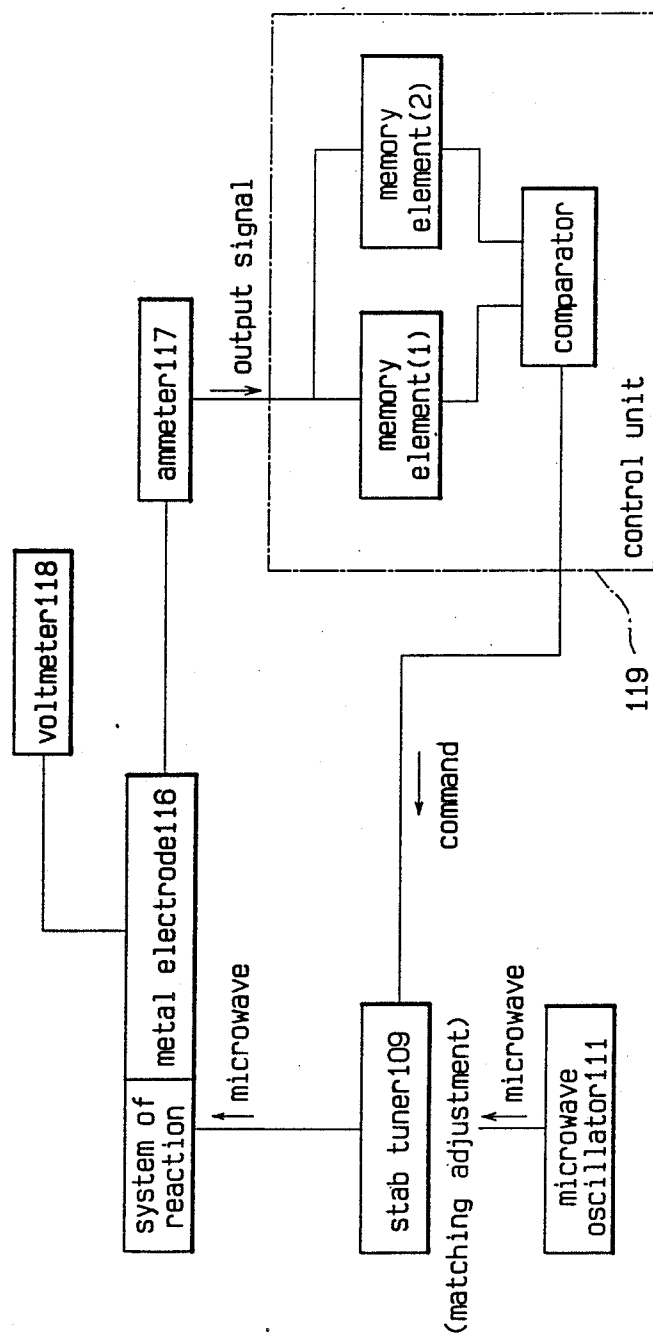 voltmeter118
system of
reaction
metal electrode116
ammeter117
microwave
output signal
stab tuner109
(matching adjustment)
command
memory
element(1)
memory
element(2)
microwave
microwave
oscillator111
comparator
119
control unit